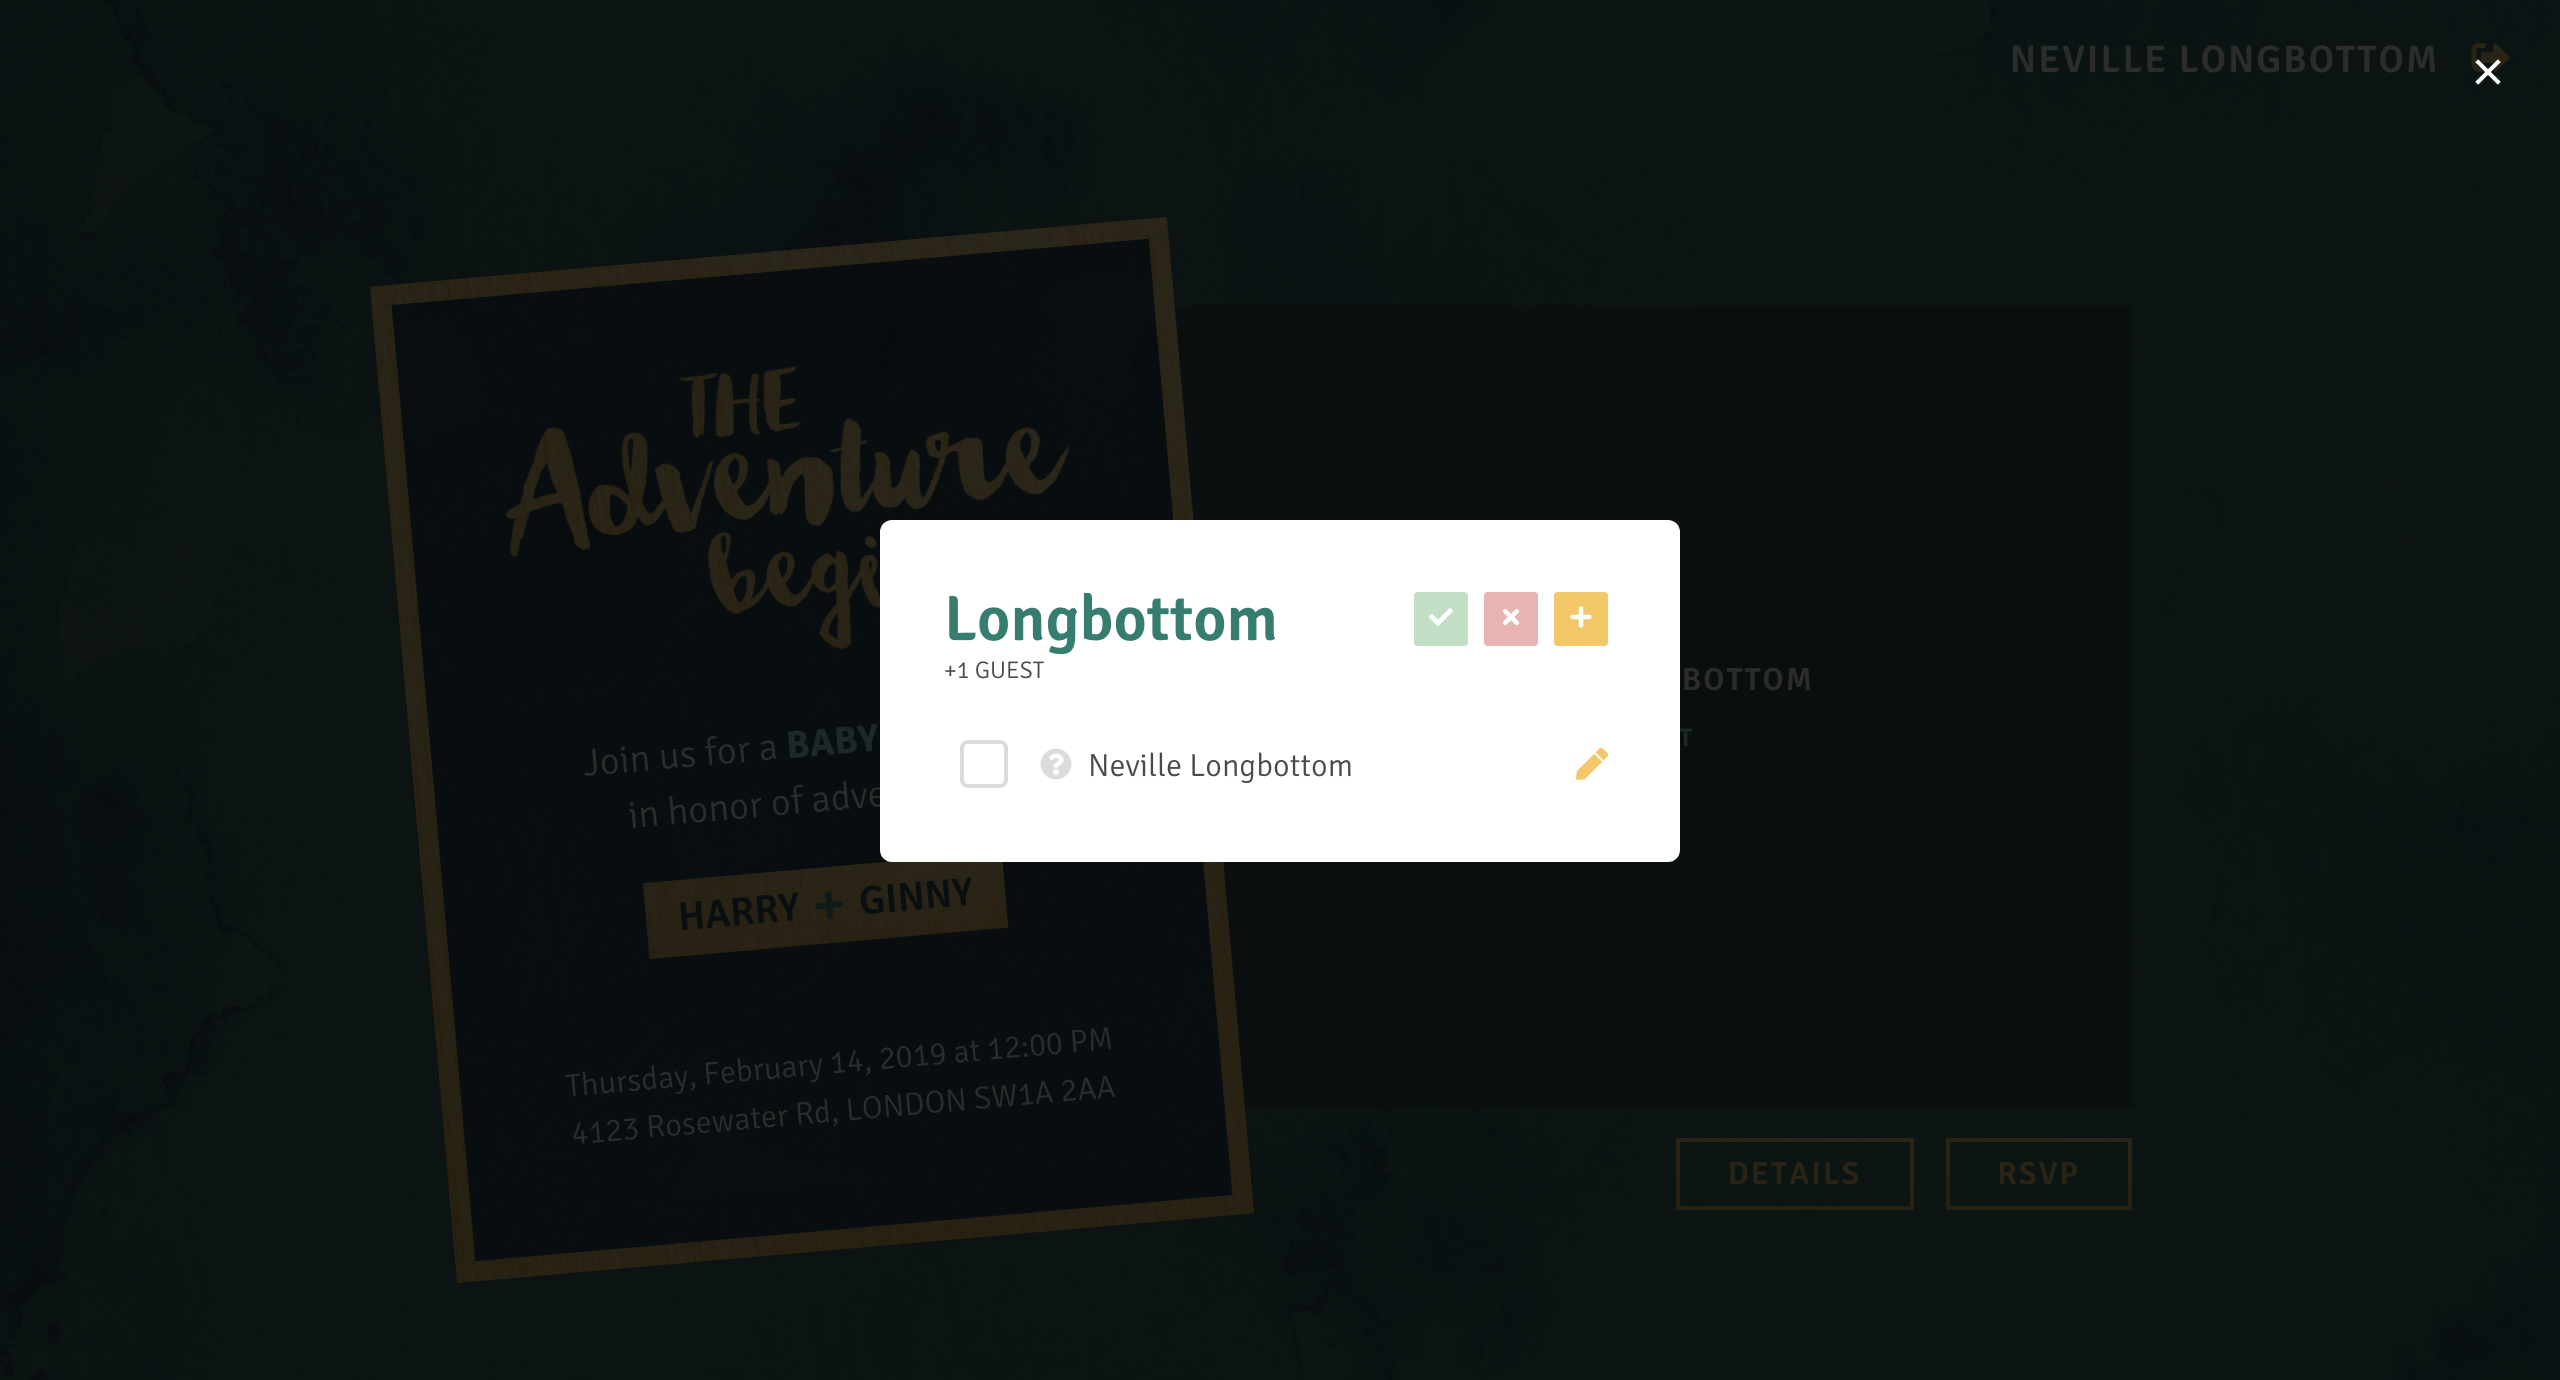 NEVILLE LONGBOTTOM
THE
Adventure
begi
Join us for a BABY
in honor of adve
HARRY + GINNY
Thursday, February 14, 2019 at 12:00 PM
4123 Rosewater Rd, LONDON SW1A 2AA
Longbottom
+1 GUEST
Neville Longbottom
BOTTOM
T
DETAILS
RSVP